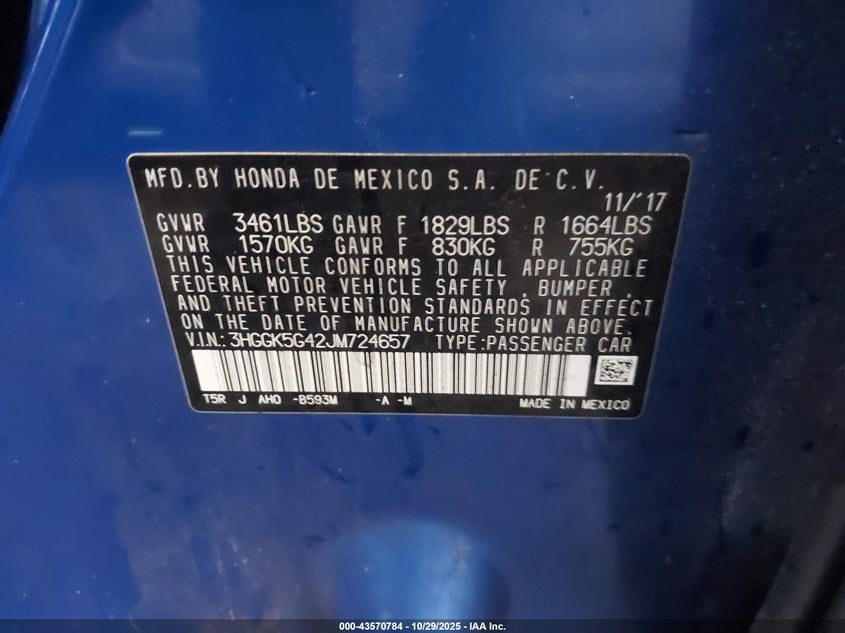 MFD.BY HONDA DE MEXICO S.A. DE C.V.
11/'17
GVWR 3461LBS GAWR F 1829LBS R 1664LBS
GVWR 1570KG GAWR F 830KG R 755KG
THIS VEHICLE CONFORMS TO ALL APPLICABLE
FEDERAL MOTOR VEHICLE SAFETY, BUMPER,
AND THEFT PREVENTION STANDARDS IN EFFECT
ON THE DATE OF MANUFACTURE SHOWN ABOVE.
V.I.N.:3HGGK5G42JM724657 TYPE:PASSENGER CAR
T5R J AHO -B593M -A -M MADE IN MEXICO
000-43570784 - 10/29/2025 - IAA Inc.